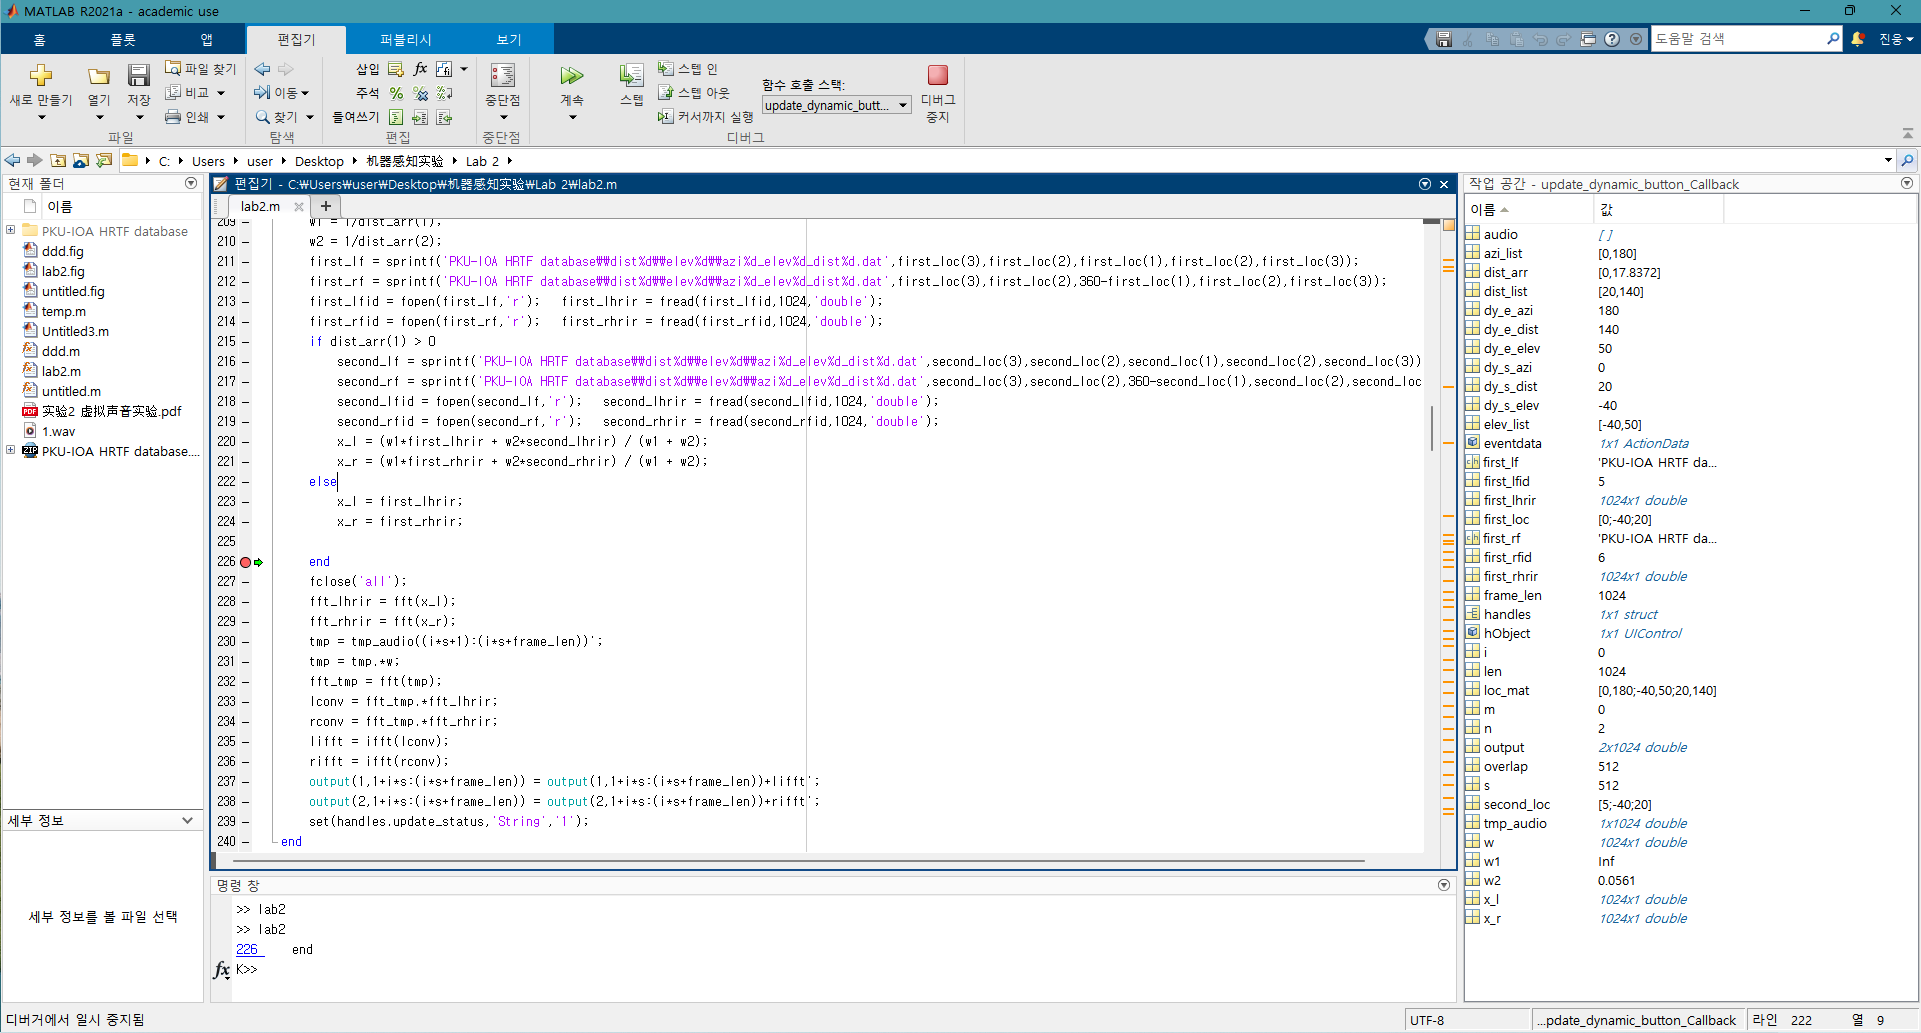 MATLAB R2021a - academic use
홈 플롯 앱 편집기 퍼블리시 보기
도움말 검색
진웅
새로 만들기
열기
저장
파일 찾기
비교
인쇄
파일
이동
찾기
탐색
삽입
주석
들여쓰기
편집
중단점
중단점
계속
스텝
스텝 인
스텝 아웃
커서까지 실행
함수 호출 스택:
update_dynamic_butt...
디버그
중지
디버그
C: Users user Desktop 机器感知实验 Lab 2
현재 폴더
이름
PKU-IOA HRTF database
ddd.fig
lab2.fig
untitled.fig
temp.m
Untitled3.m
ddd.m
lab2.m
untitled.m
实验2 虚拟声音实验.pdf
1.wav
PKU-IOA HRTF database....
세부 정보
세부 정보를 볼 파일 선택
편집기 - C:₩Users₩user₩Desktop₩机器感知实验₩Lab 2₩lab2.m
lab2.m
209 – w1 = 1/dist_arr(1);
210 – w2 = 1/dist_arr(2);
211 – first_lf = sprintf('PKU-IOA HRTF database₩₩dist%d₩₩elev%d₩₩azi%d_elev%d_dist%d.dat',first_loc(3),first_loc(2),first_loc(1),first_loc(2),first_loc(3));
212 – first_rf = sprintf('PKU-IOA HRTF database₩₩dist%d₩₩elev%d₩₩azi%d_elev%d_dist%d.dat',first_loc(3),first_loc(2),360-first_loc(1),first_loc(2),first_loc(3));
213 – first_lfid = fopen(first_lf,'r'); first_lhrir = fread(first_lfid,1024,'double');
214 – first_rfid = fopen(first_rf,'r'); first_rhrir = fread(first_rfid,1024,'double');
215 – if dist_arr(1) > 0
216 – second_lf = sprintf('PKU-IOA HRTF database₩₩dist%d₩₩elev%d₩₩azi%d_elev%d_dist%d.dat',second_loc(3),second_loc(2),second_loc(1),second_loc(2),second_loc(3))
217 – second_rf = sprintf('PKU-IOA HRTF database₩₩dist%d₩₩elev%d₩₩azi%d_elev%d_dist%d.dat',second_loc(3),second_loc(2),360-second_loc(1),second_loc(2),second_loc
218 – second_lfid = fopen(second_lf,'r'); second_lhrir = fread(second_lfid,1024,'double');
219 – second_rfid = fopen(second_rf,'r'); second_rhrir = fread(second_rfid,1024,'double');
220 – x_l = (w1*first_lhrir + w2*second_lhrir) / (w1 + w2);
221 – x_r = (w1*first_rhrir + w2*second_rhrir) / (w1 + w2);
222 – else
223 – x_l = first_lhrir;
224 – x_r = first_rhrir;
225
226 – end
227 – fclose('all');
228 – fft_lhrir = fft(x_l);
229 – fft_rhrir = fft(x_r);
230 – tmp = tmp_audio((i*s+1):(i*s+frame_len))';
231 – tmp = tmp.*w;
232 – fft_tmp = fft(tmp);
233 – lconv = fft_tmp.*fft_lhrir;
234 – rconv = fft_tmp.*fft_rhrir;
235 – lifft = ifft(lconv);
236 – rifft = ifft(rconv);
237 – output(1,1+i*s:(i*s+frame_len)) = output(1,1+i*s:(i*s+frame_len))+lifft';
238 – output(2,1+i*s:(i*s+frame_len)) = output(2,1+i*s:(i*s+frame_len))+rifft';
239 – set(handles.update_status,'String','1');
240 – end
명령 창
>> lab2
>> lab2
226 end
fx K>>
작업 공간 - update_dynamic_button_Callback
이름 값
audio []
azi_list [0,180]
dist_arr [0,17.8372]
dist_list [20,140]
dy_e_azi 180
dy_e_dist 140
dy_e_elev 50
dy_s_azi 0
dy_s_dist 20
dy_s_elev -40
elev_list [-40,50]
eventdata 1x1 ActionData
first_lf 'PKU-IOA HRTF da...
first_lfid 5
first_lhrir 1024x1 double
first_loc [0;-40;20]
first_rf 'PKU-IOA HRTF da...
first_rfid 6
first_rhrir 1024x1 double
frame_len 1024
handles 1x1 struct
hObject 1x1 UIControl
i 0
len 1024
loc_mat [0,180;-40,50;20,140]
m 0
n 2
output 2x1024 double
overlap 512
s 512
second_loc [5;-40;20]
tmp_audio 1x1024 double
w 1024x1 double
w1 Inf
w2 0.0561
x_l 1024x1 double
x_r 1024x1 double
디버거에서 일시 중지됨
UTF-8
...pdate_dynamic_button_Callback
라인 222 열 9